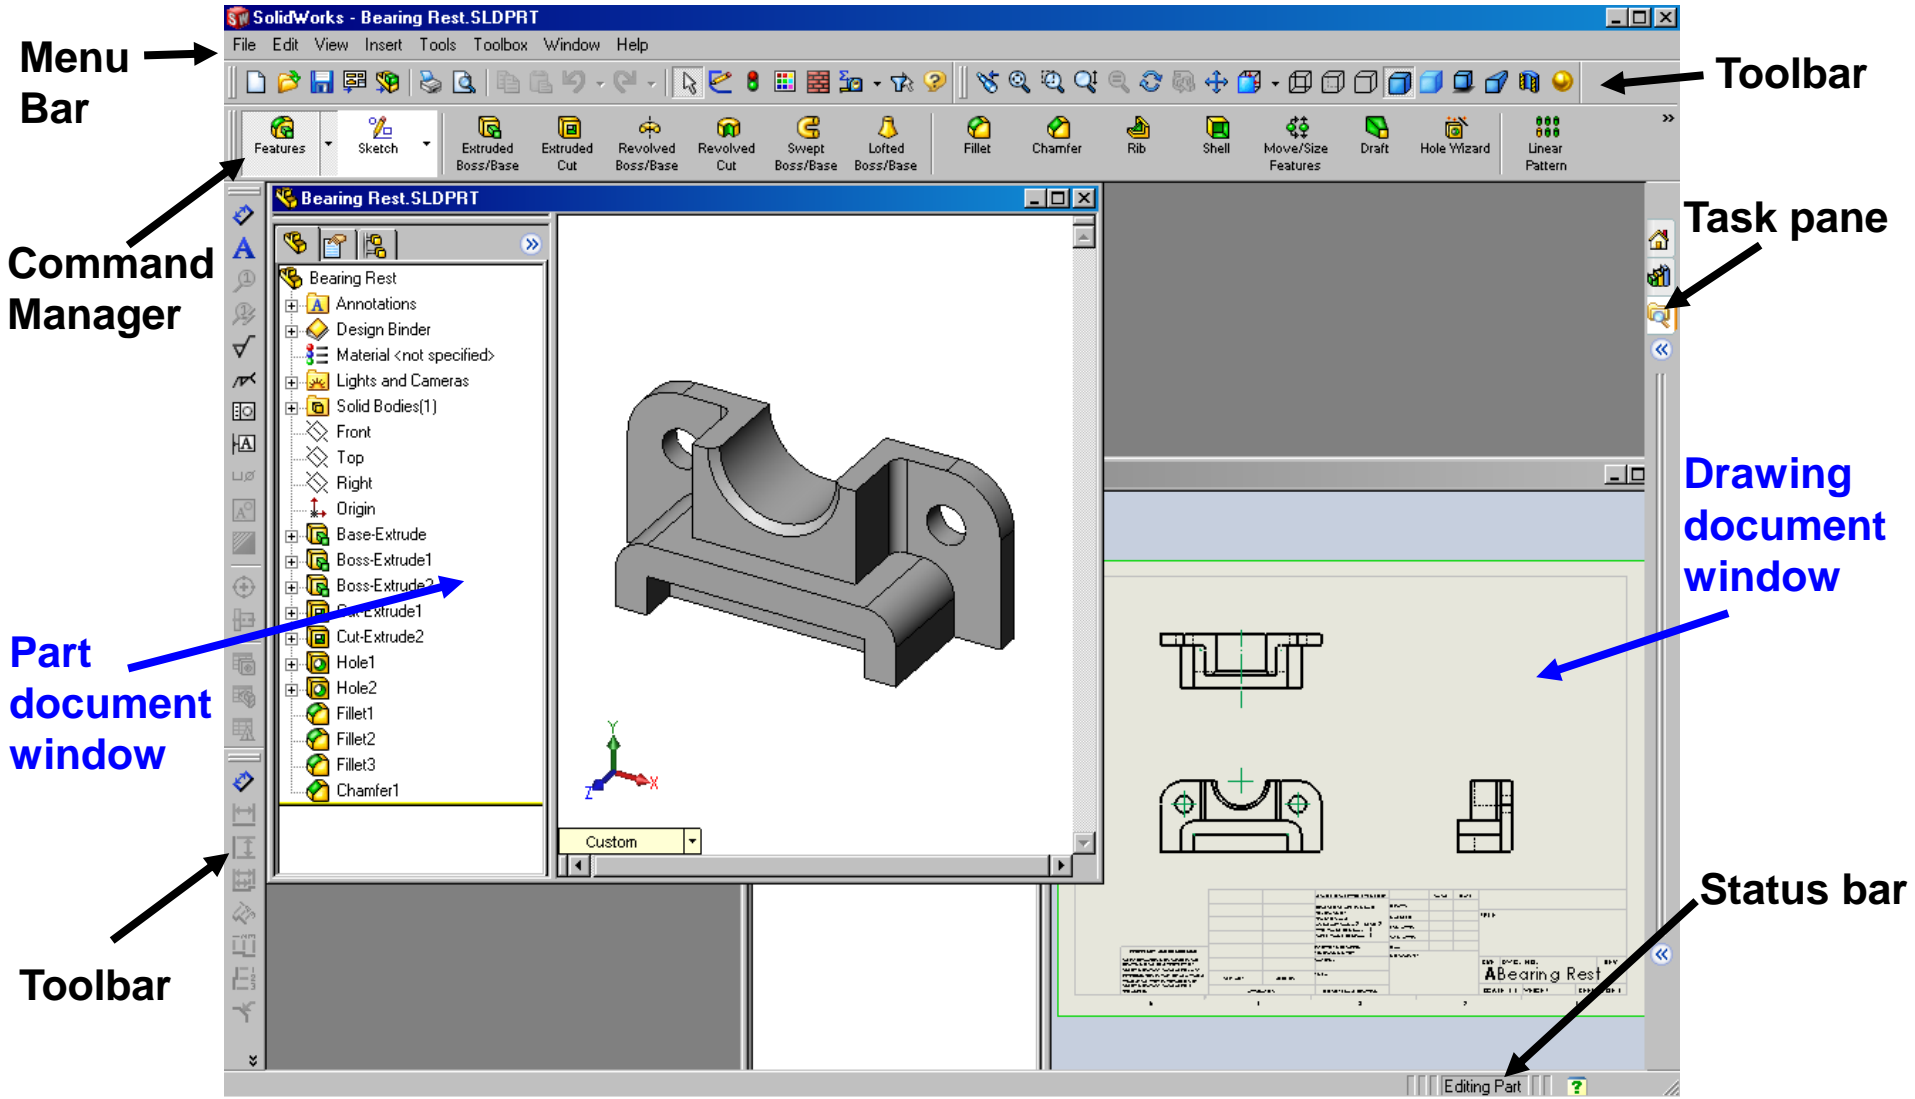 SolidWorks - Bearing Rest.SLDPRT
File Edit View Insert Tools Toolbox Window Help
Menu
Bar
Toolbar
Features
Sketch
Extruded
Boss/Base
Extruded
Cut
Revolved
Boss/Base
Revolved
Cut
Swept
Boss/Base
Lofted
Boss/Base
Fillet
Chamfer
Rib
Shell
Move/Size
Features
Draft
Hole Wizard
Linear
Pattern
Command
Manager
Task pane
Bearing Rest.SLDPRT
Bearing Rest
Annotations
Design Binder
Material <not specified>
Lights and Cameras
Solid Bodies(1)
Front
Top
Right
Origin
Base-Extrude
Boss-Extrude1
Boss-Extrude2
Cut-Extrude1
Cut-Extrude2
Hole1
Hole2
Fillet1
Fillet2
Fillet3
Chamfer1
Y
X
Z
Custom
Part
document
window
Drawing
document
window
Toolbar
Status bar
A Bearing Rest
Editing Part